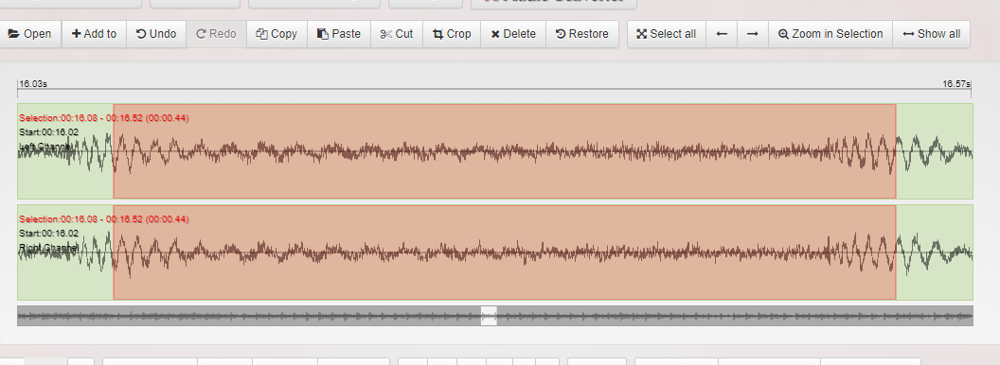 Audio Converter
Open
Add to
Undo
Redo
Copy
Paste
Cut
Crop
Delete
Restore
Select all
Zoom in Selection
Show all
16.03s
16.57s
Selection:00:16.08 - 00:16.52 (00:00.44)
Start:00:16.02
Left Channel
Selection:00:16.08 - 00:16.52 (00:00.44)
Start:00:16.02
Right Channel